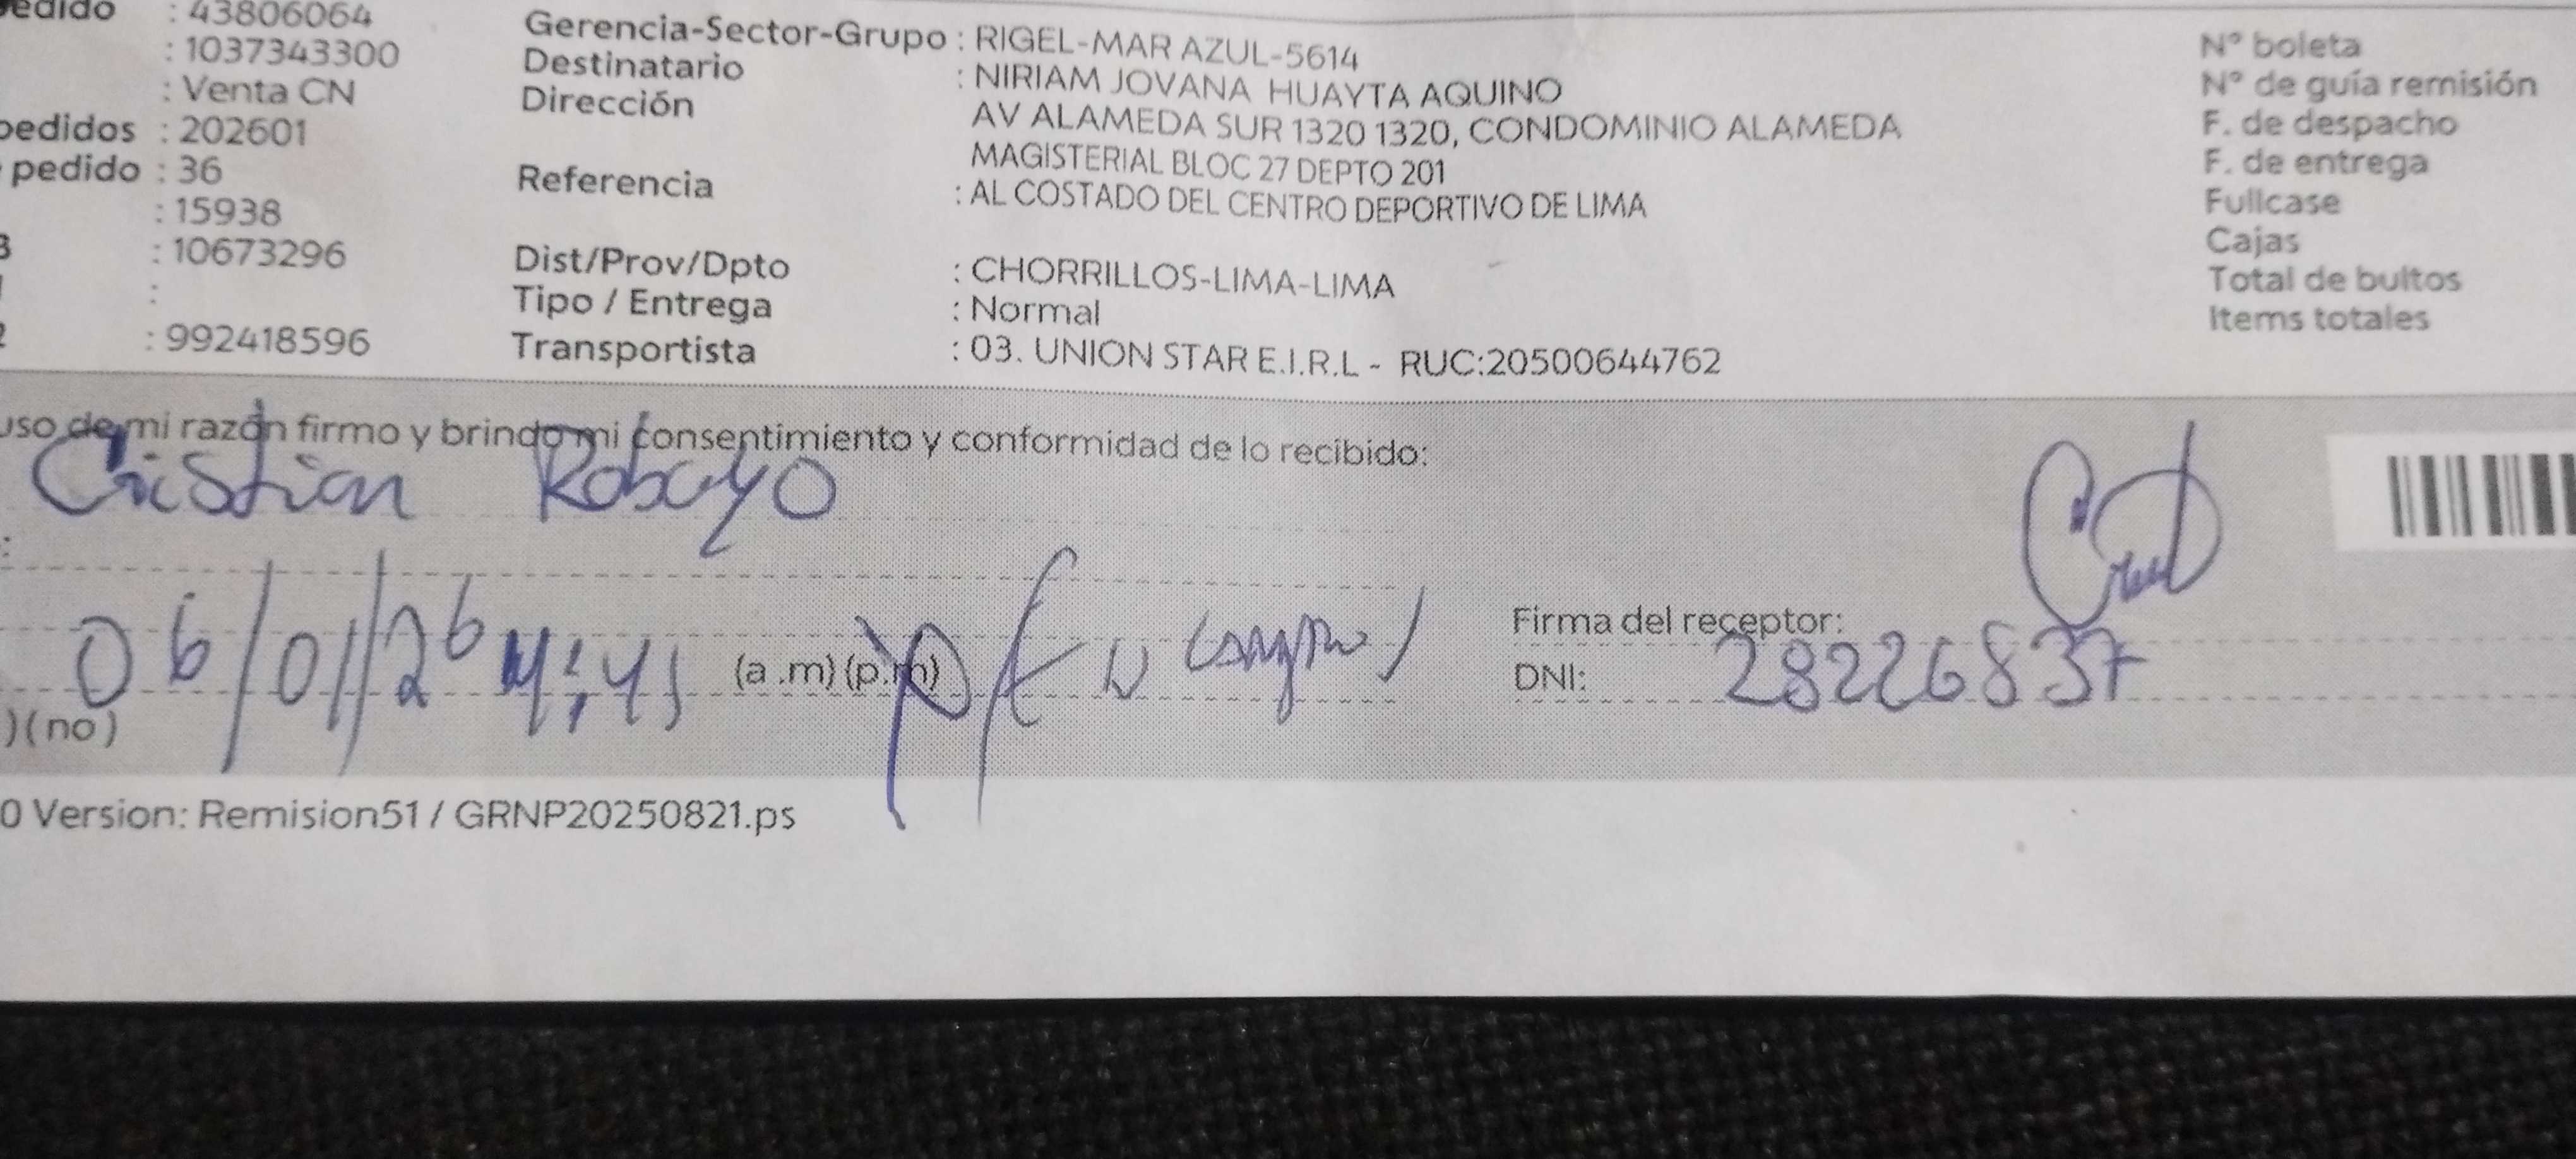 edido : 43806064
: 1037343300
: Venta CN
pedidos : 202601
pedido : 36
: 15938
3 : 10673296
:
2 : 992418596
Gerencia-Sector-Grupo : RIGEL-MAR AZUL-5614
Destinatario : NIRIAM JOVANA HUAYTA AQUINO
Dirección AV ALAMEDA SUR 1320 1320, CONDOMINIO ALAMEDA
MAGISTERIAL BLOC 27 DEPTO 201
Referencia : AL COSTADO DEL CENTRO DEPORTIVO DE LIMA
Dist/Prov/Dpto : CHORRILLOS-LIMA-LIMA
Tipo / Entrega : Normal
Transportista : 03. UNION STAR E.I.R.L - RUC:20500644762
Nº boleta
Nº de guía remisión
F. de despacho
F. de entrega
Fullcase
Cajas
Total de bultos
Items totales
uso de mi razón firmo y brindo mi consentimiento y conformidad de lo recibido:
Cristian Robayo
06/01/26 4:45 (a .m) (p.m)
Firma del receptor:
DNI: 28226837
)(no)
0 Version: Remision51 / GRNP20250821.ps